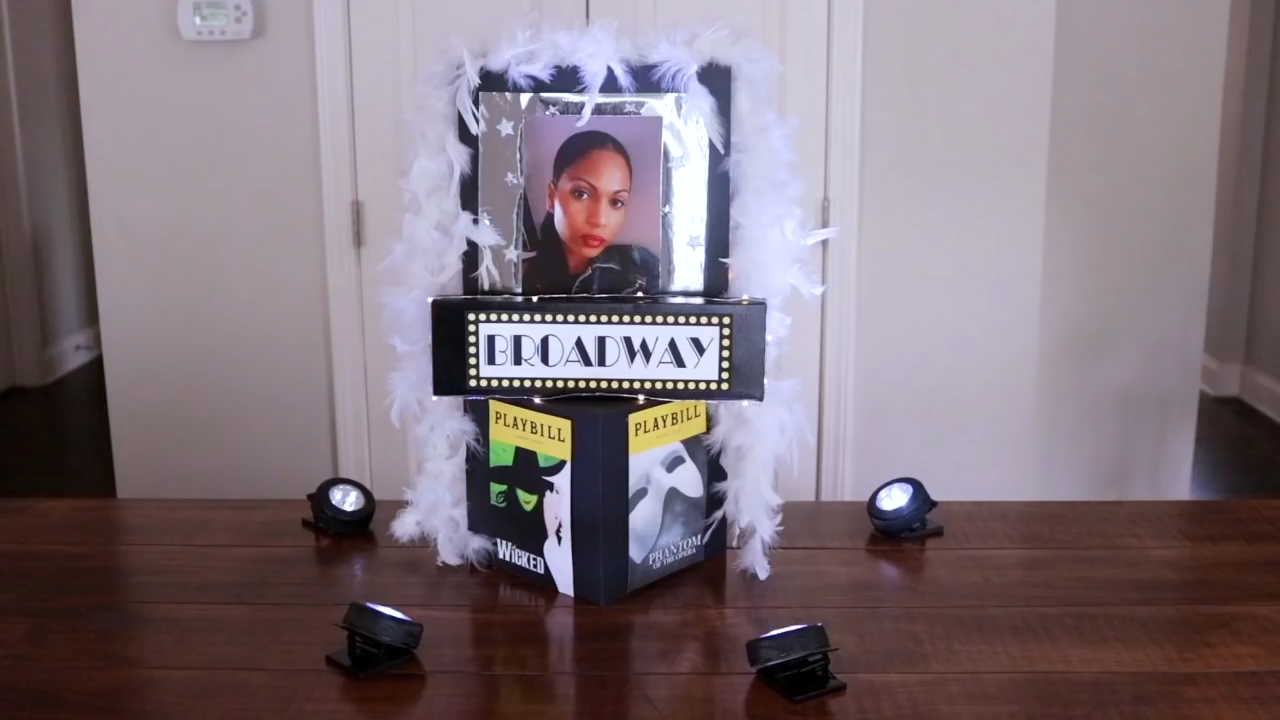 BROADWAY
PLAYBILL
WICKED
PLAYBILL
PHANTOM
OF THE OPERA